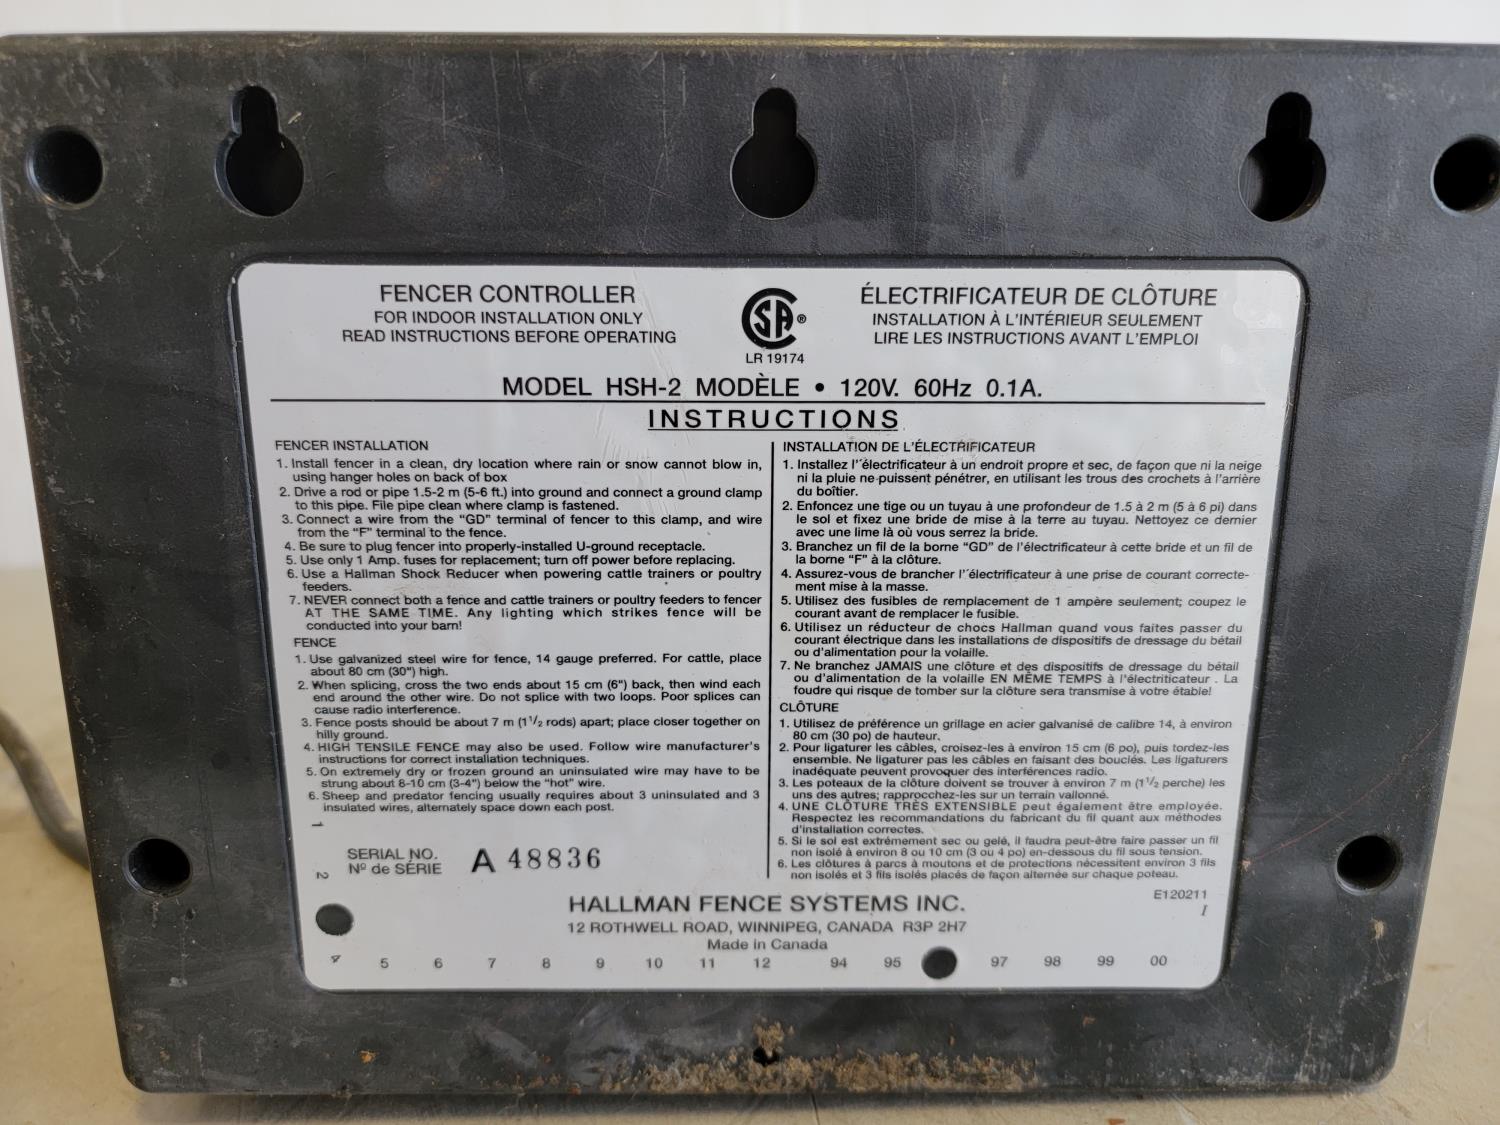 FENCER CONTROLLER
FOR INDOOR INSTALLATION ONLY
READ INSTRUCTIONS BEFORE OPERATING
SA ®
LR 19174
ÉLECTRIFICATEUR DE CLÔTURE
INSTALLATION À L'INTÉRIEUR SEULEMENT
LIRE LES INSTRUCTIONS AVANT L'EMPLOI
MODEL HSH-2 MODÈLE • 120V. 60Hz 0.1A.
INSTRUCTIONS
FENCER INSTALLATION
1. Install fencer in a clean, dry location where rain or snow cannot blow in,
using hanger holes on back of box
2. Drive a rod or pipe 1.5-2 m (5-6 ft.) into ground and connect a ground clamp
to this pipe. File pipe clean where clamp is fastened.
3. Connect a wire from the "GD" terminal of fencer to this clamp, and wire
from the "F" terminal to the fence.
4. Be sure to plug fencer into properly-installed U-ground receptacle.
5. Use only 1 Amp. fuses for replacement; turn off power before replacing.
6. Use a Hallman Shock Reducer when powering cattle trainers or poultry
feeders.
7. NEVER connect both a fence and cattle trainers or poultry feeders to fencer
AT THE SAME TIME. Any lighting which strikes fence will be
conducted into your barn!
FENCE
1. Use galvanized steel wire for fence, 14 gauge preferred. For cattle, place
about 80 cm (30") high.
2. When splicing, cross the two ends about 15 cm (6") back, then wind each
end around the other wire. Do not splice with two loops. Poor splices can
cause radio interference.
3. Fence posts should be about 7 m (1 1/2 rods) apart; place closer together on
hilly ground.
4. HIGH TENSILE FENCE may also be used. Follow wire manufacturer's
instructions for correct installation techniques.
5. On extremely dry or frozen ground an uninsulated wire may have to be
strung about 8-10 cm (3-4") below the "hot" wire.
6. Sheep and predator fencing usually requires about 3 uninsulated and 3
insulated wires, alternately space down each post.
INSTALLATION DE L'ÉLECTRIFICATEUR
1. Installez l'électrificateur à un endroit propre et sec, de façon que ni la neige
ni la pluie ne puissent pénétrer, en utilisant les trous des crochets à l'arrière
du boîtier.
2. Enfoncez une tige ou un tuyau à une profondeur de 1.5 à 2 m (5 à 6 pi) dans
le sol et fixez une bride de mise à la terre au tuyau. Nettoyez ce dernier
avec une lime là où vous serrez la bride.
3. Branchez un fil de la borne "GD" de l'électrificateur à cette bride et un fil de
la borne "F" à la clôture.
4. Assurez-vous de brancher l'électrificateur à une prise de courant correcte-
ment mise à la masse.
5. Utilisez des fusibles de remplacement de 1 ampère seulement; coupez le
courant avant de remplacer le fusible.
6. Utilisez un réducteur de chocs Hallman quand vous faites passer du
courant électrique dans les installations de dispositifs de dressage du bétail
ou d'alimentation pour la volaille.
7. Ne branchez JAMAIS une clôture et des dispositifs de dressage du bétail
ou d'alimentation de la volaille EN MÊME TEMPS à l'électrificateur . La
foudre qui risque de tomber sur la clôture sera transmise à votre étable!
CLÔTURE
1. Utilisez de préférence un grillage en acier galvanisé de calibre 14, à environ
80 cm (30 po) de hauteur.
2. Pour ligaturer les câbles, croisez-les à environ 15 cm (6 po), puis tordez-les
ensemble. Ne ligaturer pas les câbles en faisant des bouclés. Les ligaturers
inadéquate peuvent provoquer des interférences radio.
3. Les poteaux de la clôture doivent se trouver à environ 7 m (1 1/2 perche) les
uns des autres; rapprochez-les sur un terrain vallonné.
4. UNE CLÔTURE TRÈS EXTENSIBLE peut également être employée.
Respectez les recommandations du fabricant du fil quant aux méthodes
d'installation correctes.
5. Si le sol est extrémement sec ou gelé, il faudra peut-être faire passer un fil
non isolé à environ 8 ou 10 cm (3 ou 4 po) en-dessous du fil sous tension.
6. Les clôtures à parcs à moutons et de protections nécessitent environ 3 fils
non isolés et 3 fils isolés placés de façon alternée sur chaque poteau.
1
SERIAL NO.
Nº de SÉRIE
A 48836
2
E120211
I
HALLMAN FENCE SYSTEMS INC.
12 ROTHWELL ROAD, WINNIPEG, CANADA R3P 2H7
Made in Canada
4 5 6 7 8 9 10 11 12 94 95 97 98 99 00